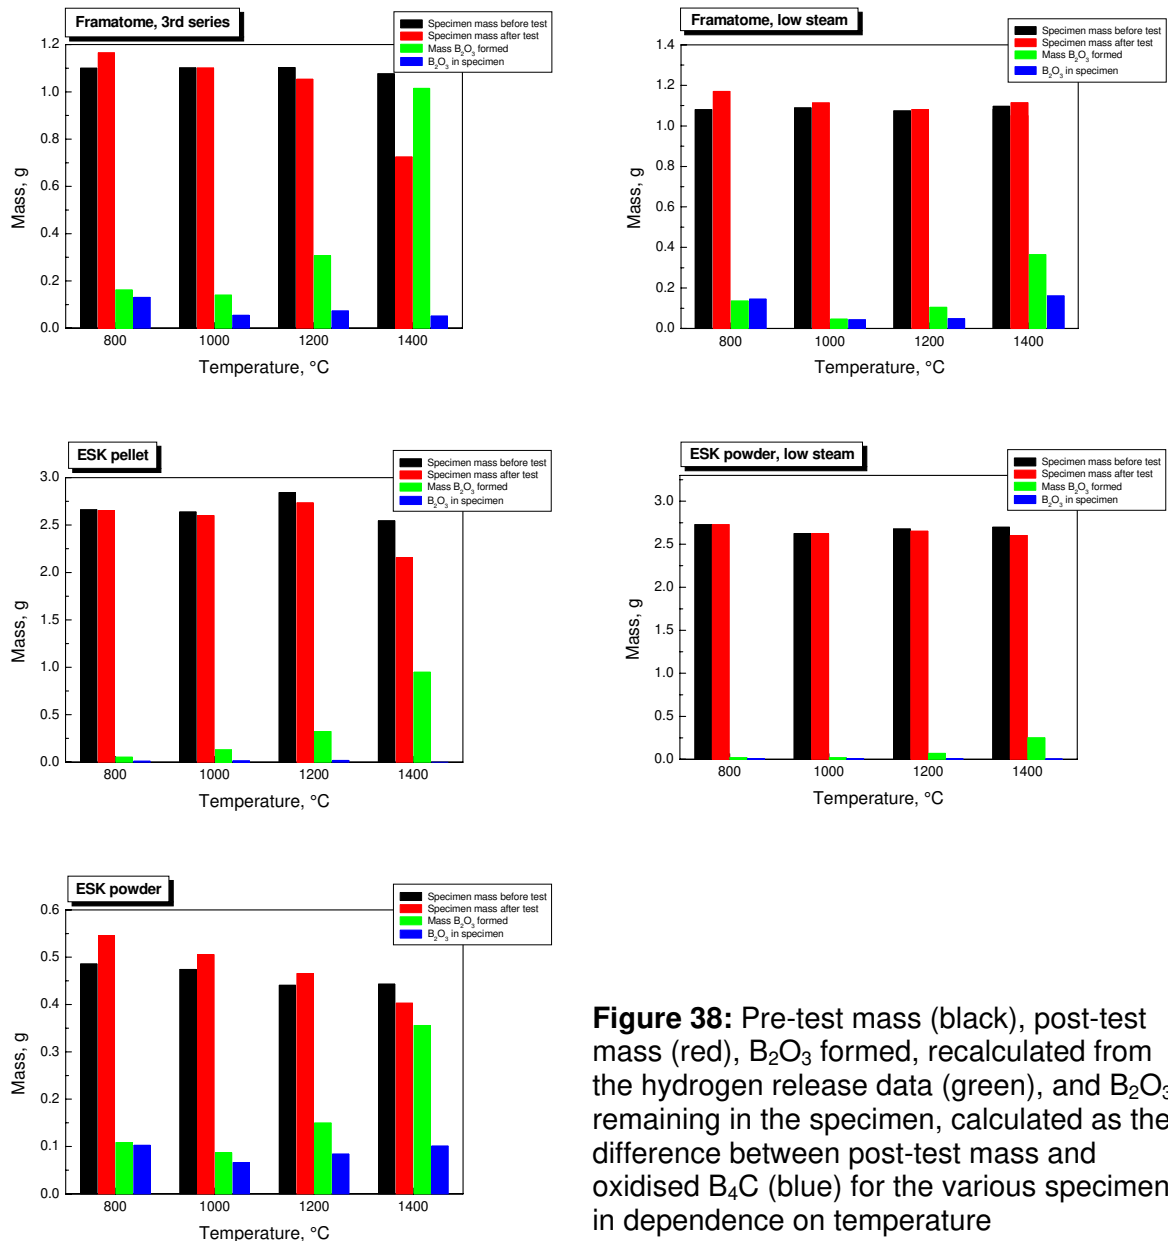 Framatome, 3rd series
Specimen mass before test
Specimen mass after test
Mass B₂O₃ formed
B₂O₃ in specimen
1.2
1.0
0.8
0.6
0.4
0.2
0.0
Mass, g
800 1000 1200 1400
Temperature, °C
Framatome, low steam
Specimen mass before test
Specimen mass after test
Mass B₂O₃ formed
B₂O₃ in specimen
1.4
1.2
1.0
0.8
0.6
0.4
0.2
0.0
Mass, g
800 1000 1200 1400
Temperature, °C
ESK pellet
Specimen mass before test
Specimen mass after test
Mass B₂O₃ formed
B₂O₃ in specimen
3.0
2.5
2.0
1.5
1.0
0.5
0.0
Mass, g
800 1000 1200 1400
Temperature, °C
ESK powder, low steam
Specimen mass before test
Specimen mass after test
Mass B₂O₃ formed
B₂O₃ in specimen
3.0
2.5
2.0
1.5
1.0
0.5
0.0
Mass, g
800 1000 1200 1400
Temperature, °C
ESK powder
Specimen mass before test
Specimen mass after test
Mass B₂O₃ formed
B₂O₃ in specimen
0.6
0.5
0.4
0.3
0.2
0.1
0.0
Mass, g
800 1000 1200 1400
Temperature, °C
Figure 38: Pre-test mass (black), post-test
mass (red), B₂O₃ formed, recalculated from
the hydrogen release data (green), and B₂O₃
remaining in the specimen, calculated as the
difference between post-test mass and
oxidised B₄C (blue) for the various specimen
in dependence on temperature